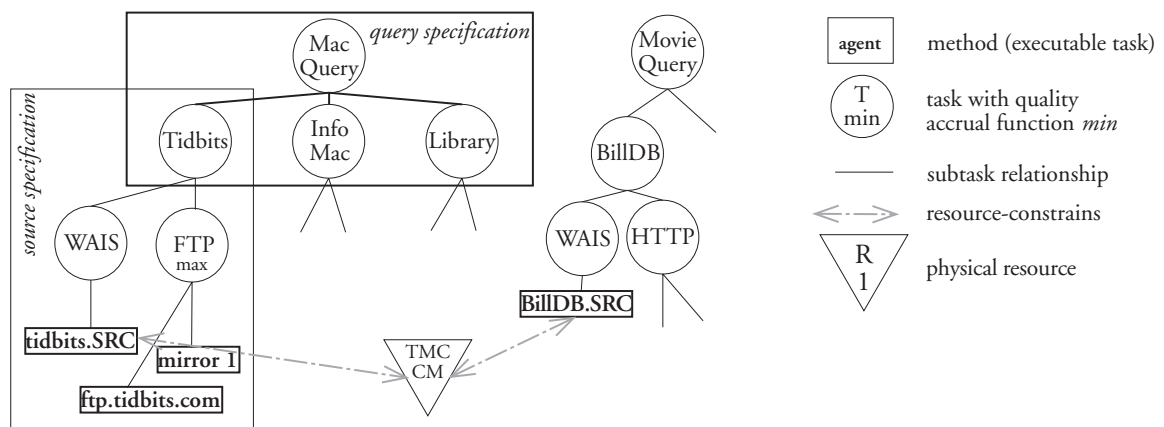 query specification
Mac
Query
Movie
Query
source specification
Tidbits
Info
Mac
Library
BillDB
WAIS
FTP
max
WAIS
HTTP
BillDB.SRC
tidbits.SRC
mirror 1
ftp.tidbits.com
TMC
CM
agent
method (executable task)
T
min
task with quality
accrual function min
subtask relationship
resource-constrains
R
1
physical resource